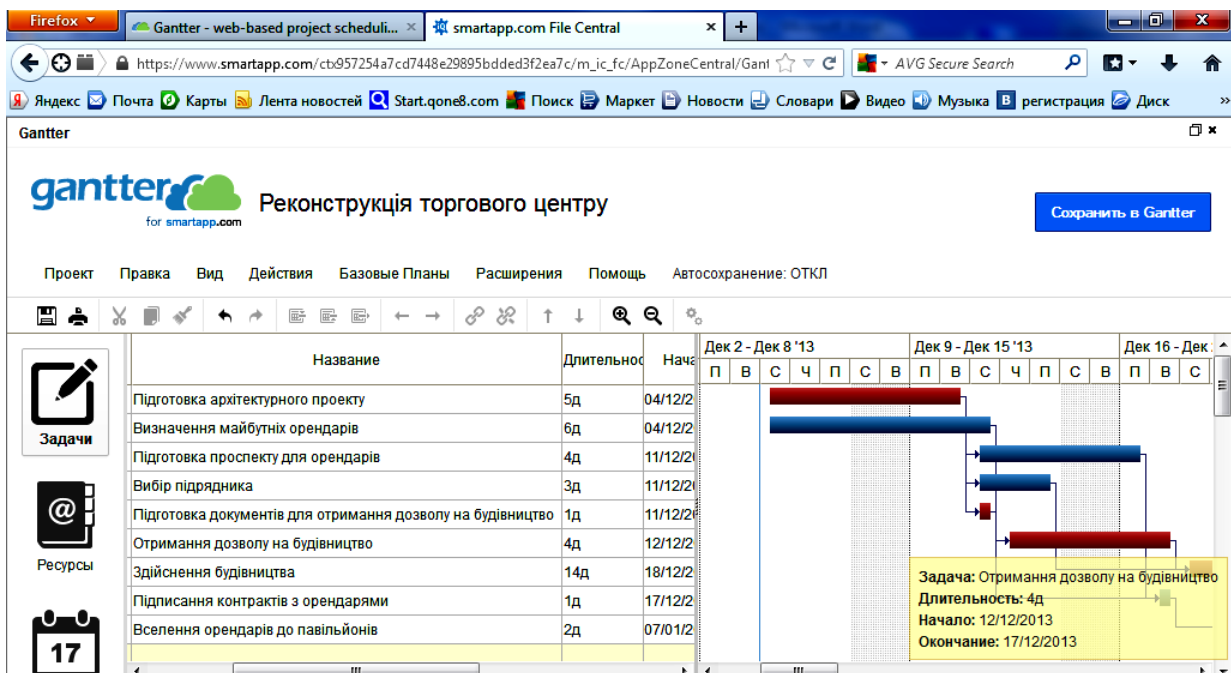 Firefox
Gantter - web-based project scheduli...
smartapp.com File Central
https://www.smartapp.com/ctx957254a7cd7448e29895bdded3f2ea7c/m_ic_fc/AppZoneCentral/Gant
AVG Secure Search
Яндекс Почта Карты Лента новостей Start.qone8.com Поиск Маркет Новости Словари Видео Музыка регистрация Диск
Gantter
gantter
for smartapp.com
Реконструкція торгового центру
Сохранить в Gantter
Проект Правка Вид Действия Базовые Планы Расширения Помощь Автосохранение: ОТКЛ
Название Длительнос Нача
Дек 2 - Дек 8 '13 Дек 9 - Дек 15 '13 Дек 16 - Дек
П В С Ч П С В П В С Ч П С В П В С
Задачи
Ресурсы
17
Підготовка архітектурного проекту 5д 04/12/2
Визначення майбутніх орендарів 6д 04/12/2
Підготовка проспекту для орендарів 4д 11/12/2
Вибір підрядника 3д 11/12/2
Підготовка документів для отримання дозволу на будівництво 1д 11/12/2
Отримання дозволу на будівництво 4д 12/12/2
Здійснення будівництва 14д 18/12/2
Підписання контрактів з орендарями 1д 17/12/2
Вселення орендарів до павільйонів 2д 07/01/2
Задача: Отримання дозволу на будівництво
Длительность: 4д
Начало: 12/12/2013
Окончание: 17/12/2013